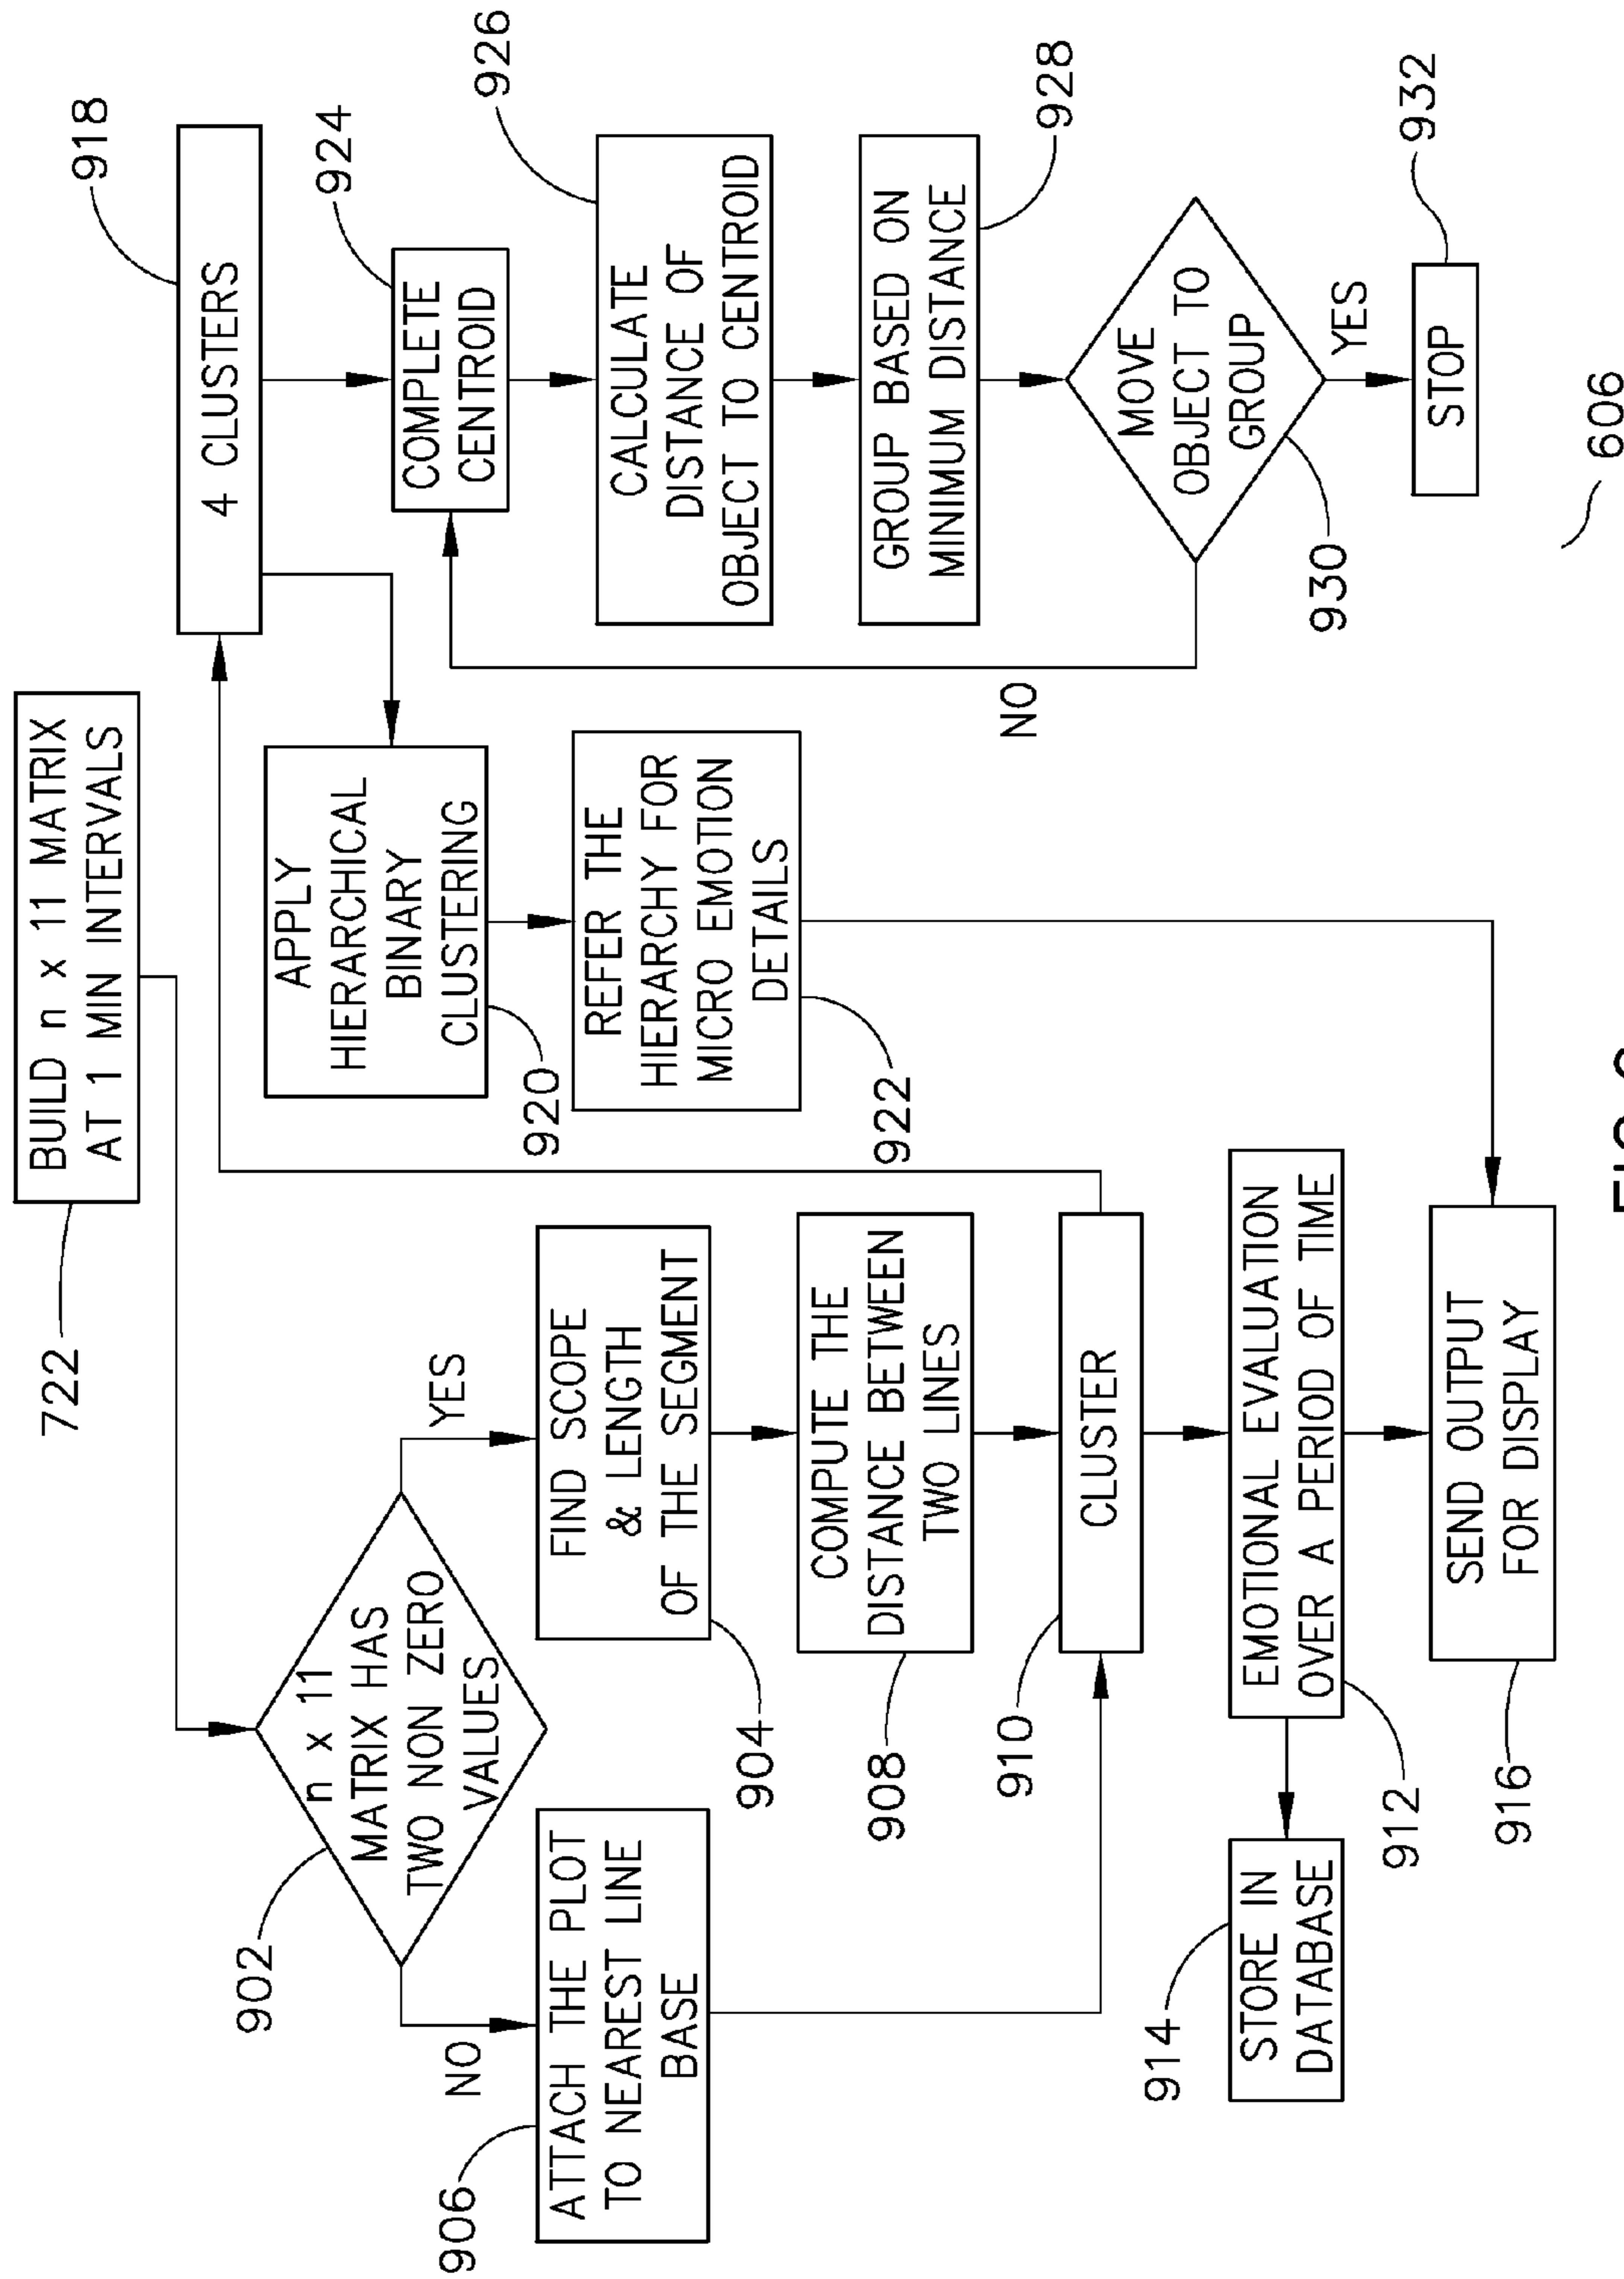 722
BUILD n x 11 MATRIX
AT 1 MIN INTERVALS
902
n x 11
MATRIX HAS
TWO NON ZERO
VALUES
NO
YES
906
ATTACH THE PLOT
TO NEAREST LINE
BASE
904
FIND SCOPE
& LENGTH
OF THE SEGMENT
908
COMPUTE THE
DISTANCE BETWEEN
TWO LINES
910
CLUSTER
912
EMOTIONAL EVALUATION
OVER A PERIOD OF TIME
914
STORE IN
DATABASE
916
SEND OUTPUT
FOR DISPLAY
918
4 CLUSTERS
920
APPLY
HIERARCHICAL
BINARY
CLUSTERING
922
REFER THE
HIERARCHY FOR
MICRO EMOTION
DETAILS
924
COMPLETE
CENTROID
926
CALCULATE
DISTANCE OF
OBJECT TO CENTROID
928
GROUP BASED ON
MINIMUM DISTANCE
930
MOVE
OBJECT TO
GROUP
NO
YES
932
STOP
606